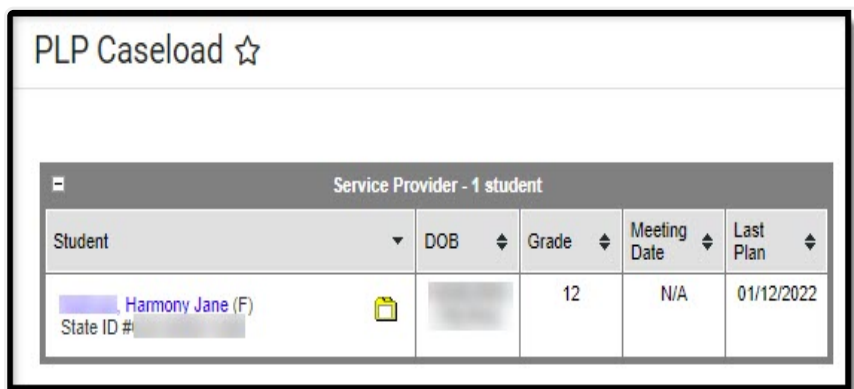 PLP Caseload ☆
Service Provider - 1 student
Student DOB Grade Meeting Date Last Plan
, Harmony Jane (F) 12 N/A 01/12/2022
State ID #